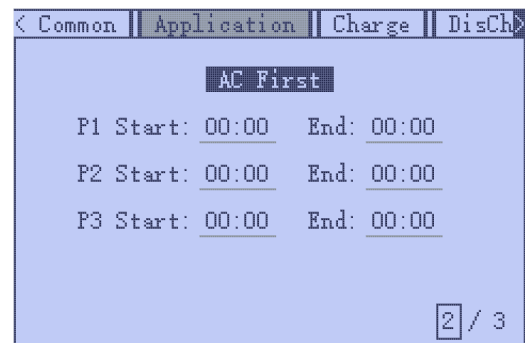 < Common Application Charge DisCh>
AC First
P1 Start: 00:00 End: 00:00
P2 Start: 00:00 End: 00:00
P3 Start: 00:00 End: 00:00
2 / 3